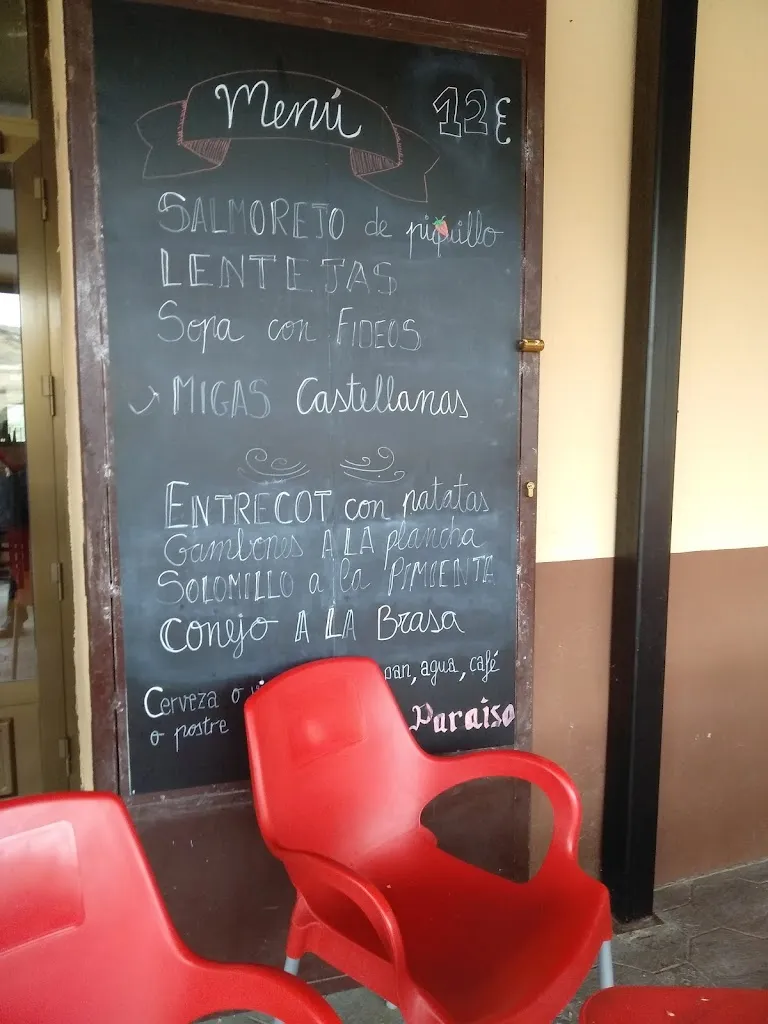 Menú
12€
SALMOREJO de piquillo
LENTEJAS
Sopa con FIDEOS
MIGAS Castellanas
ENTRECOT con patatas
Gambones A LA plancha
SOLOMILLO a la PIMIENTA
Conejo A LA Brasa
Cerveza o pan, agua, café
o postre
Paraiso